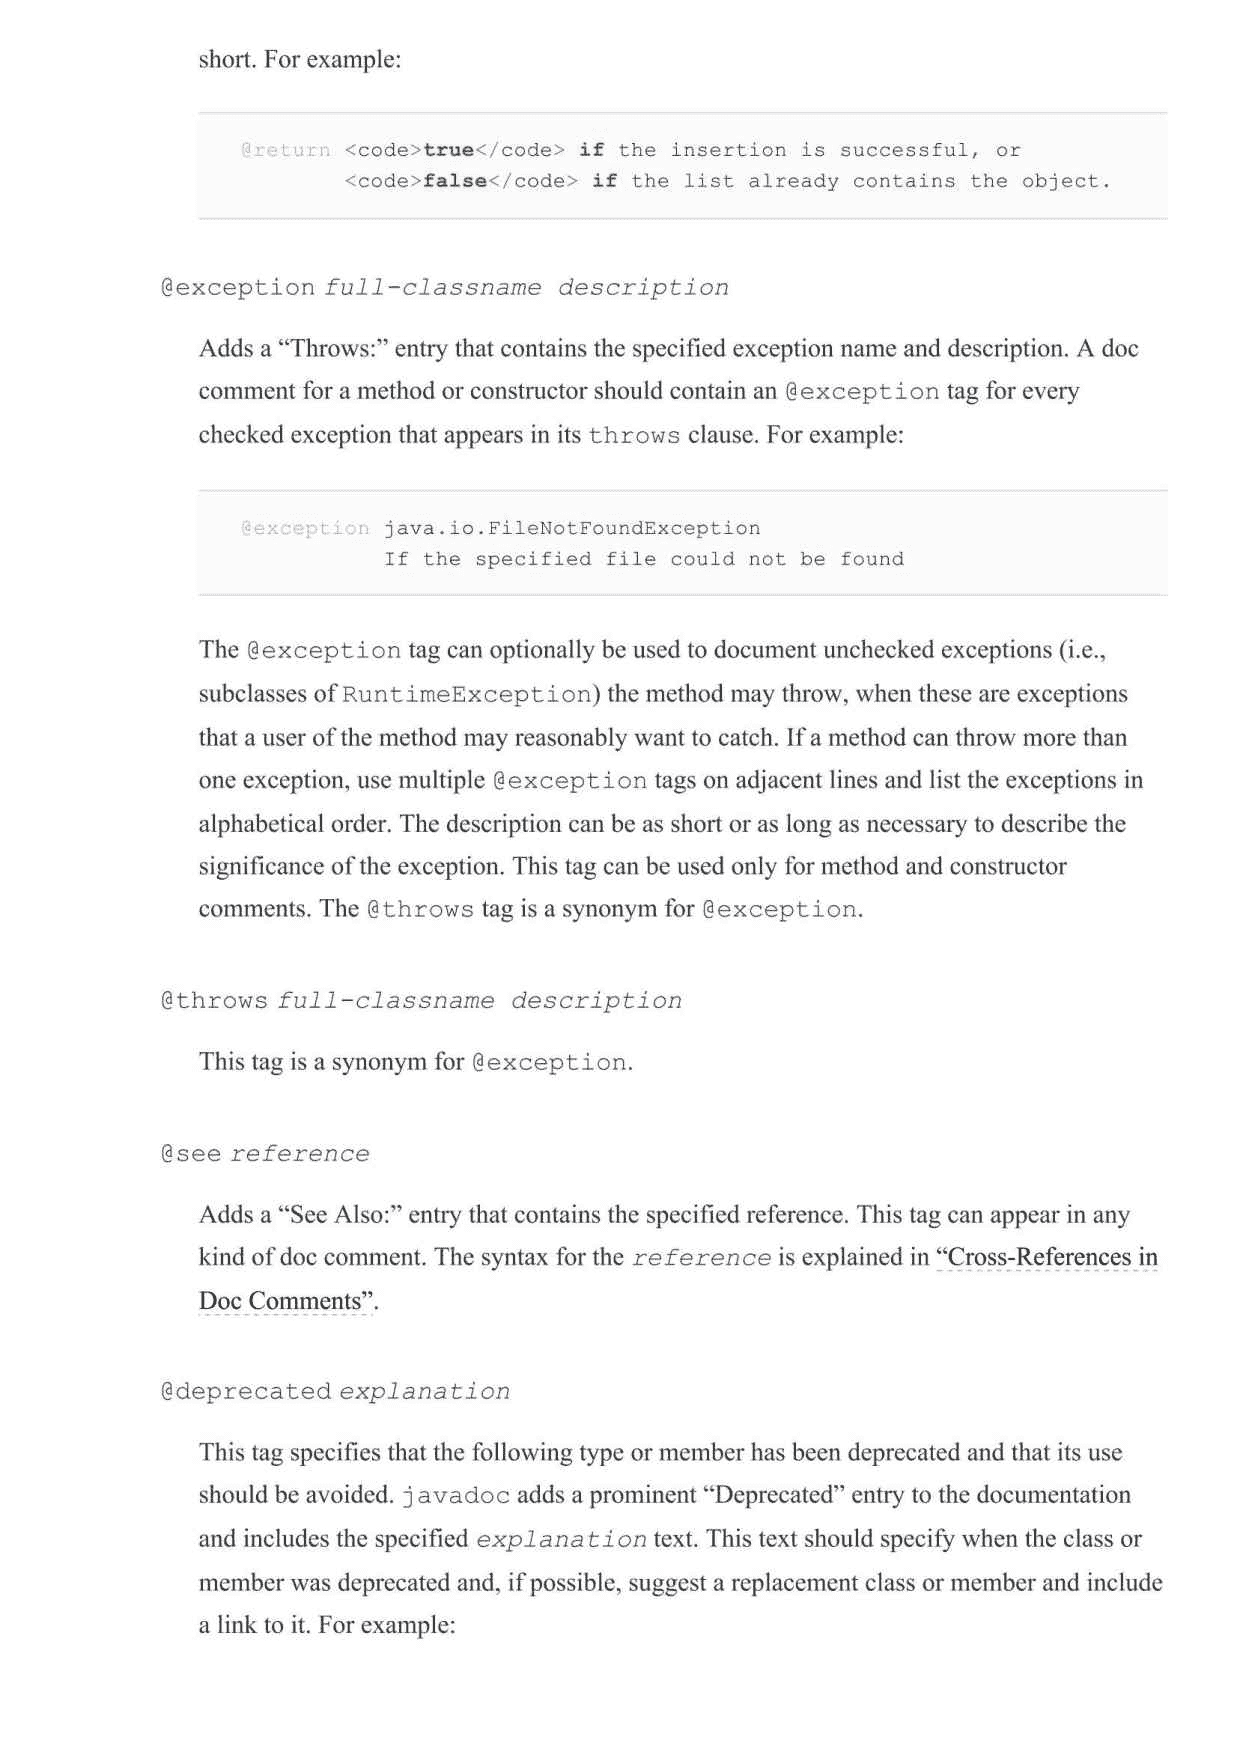 short. For example:
@return <code>true</code> if the insertion is successful, or
<code>false</code> if the list already contains the object.
@exception full-classname description
Adds a “Throws:” entry that contains the specified exception name and description. A doc
comment for a method or constructor should contain an @exception tag for every
checked exception that appears in its throws clause. For example:
@exception java.io.FileNotFoundException
If the specified file could not be found
The @exception tag can optionally be used to document unchecked exceptions (i.e.,
subclasses of RuntimeException) the method may throw, when these are exceptions
that a user of the method may reasonably want to catch. If a method can throw more than
one exception, use multiple @exception tags on adjacent lines and list the exceptions in
alphabetical order. The description can be as short or as long as necessary to describe the
significance of the exception. This tag can be used only for method and constructor
comments. The @throws tag is a synonym for @exception.
@throws full-classname description
This tag is a synonym for @exception.
@see reference
Adds a “See Also:” entry that contains the specified reference. This tag can appear in any
kind of doc comment. The syntax for the reference is explained in “Cross-References in
Doc Comments”.
@deprecated explanation
This tag specifies that the following type or member has been deprecated and that its use
should be avoided. javadoc adds a prominent “Deprecated” entry to the documentation
and includes the specified explanation text. This text should specify when the class or
member was deprecated and, if possible, suggest a replacement class or member and include
a link to it. For example: